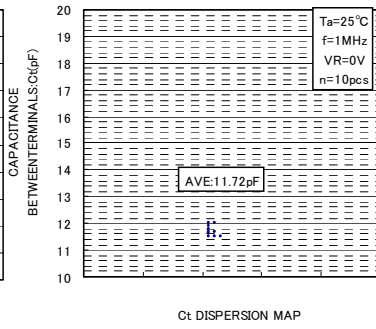 CAPACITANCE
BETWEENTERMINALS:Ct(pF)
20
19
18
17
16
15
14
13
12
11
10
Ta=25°C
f=1MHz
VR=0V
n=10pcs
AVE:11.72pF
Ct DISPERSION MAP